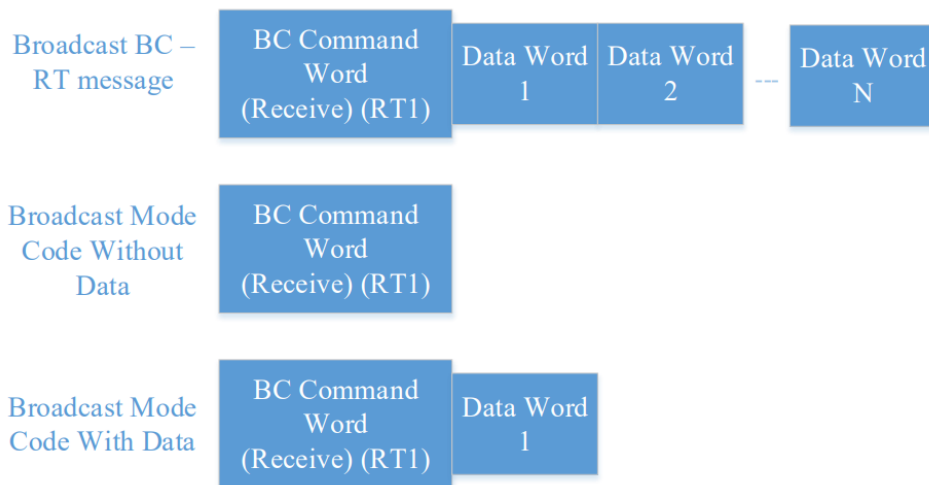 Broadcast BC –
RT message
BC Command
Word
(Receive) (RT1)
Data Word
1
Data Word
2
---
Data Word
N
Broadcast Mode
Code Without
Data
BC Command
Word
(Receive) (RT1)
Broadcast Mode
Code With Data
BC Command
Word
(Receive) (RT1)
Data Word
1